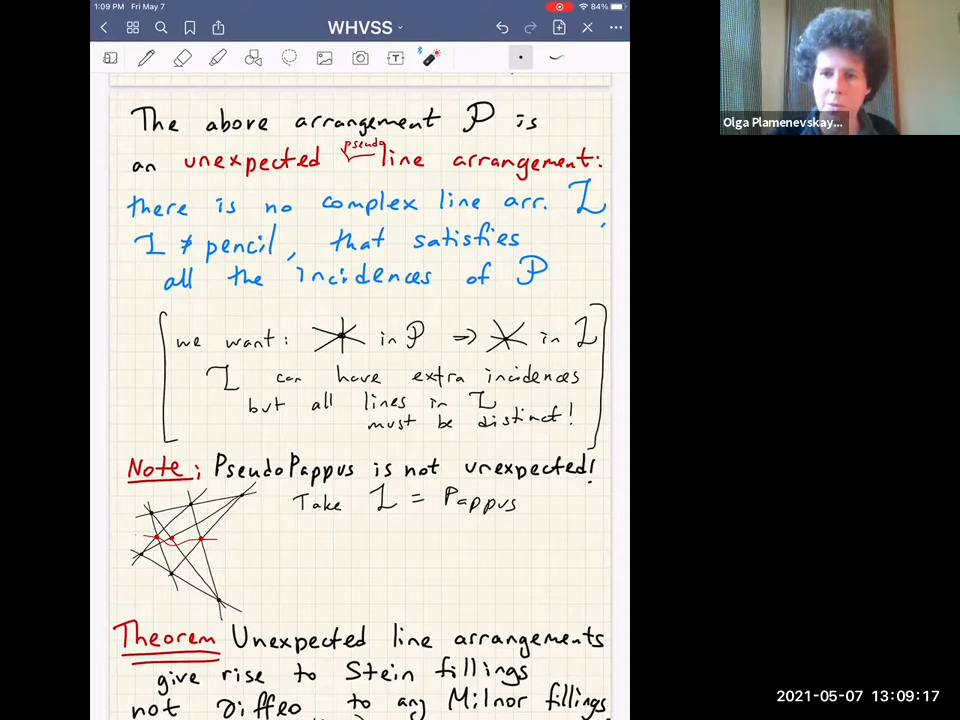 1:09 PM Fri May 7
84%
WHVSS
T
Olga Plamenevskay...
The above arrangement P is
an unexpected pseudo line arrangement:
there is no complex line arr. L,
L ≠ pencil, that satisfies
all the incidences of P
we want: in P => in L
L can have extra incidences
but all lines in L
must be distinct!
Note: PseudoPappus is not unexpected!
Take L = Pappus
Theorem Unexpected line arrangements
give rise to Stein fillings
not diffeo to any Milnor fillings
2021-05-07 13:09:17